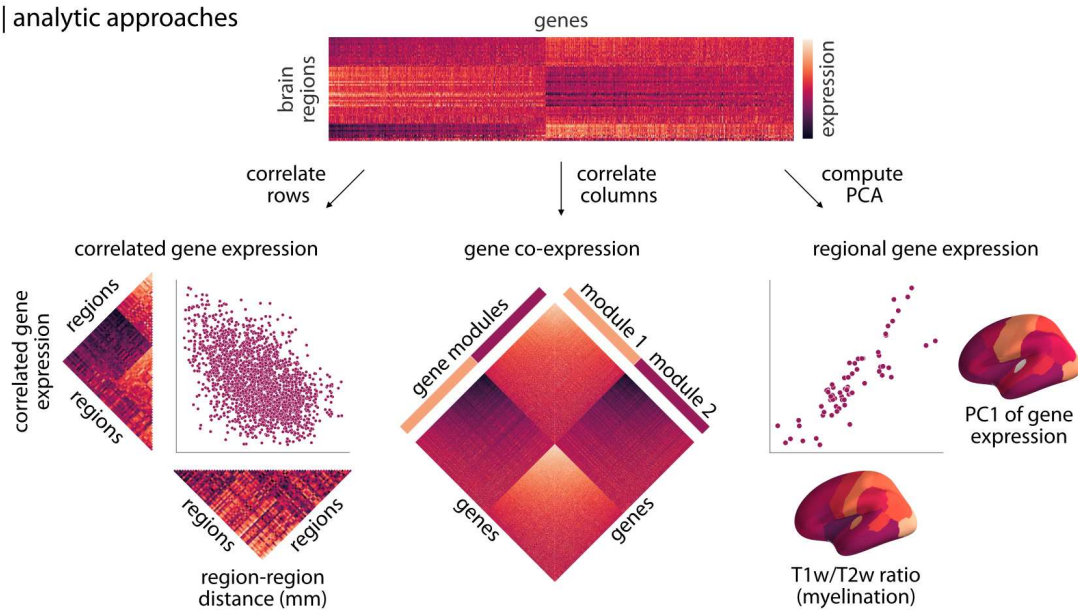 | analytic approaches
genes
brain
regions
expression
correlate
rows
correlate
columns
compute
PCA
correlated gene expression
correlated gene
expression
regions
regions
regions
regions
region-region
distance (mm)
gene co-expression
gene modules
module 1
module 2
genes
genes
regional gene expression
PC1 of gene
expression
T1w/T2w ratio
(myelination)